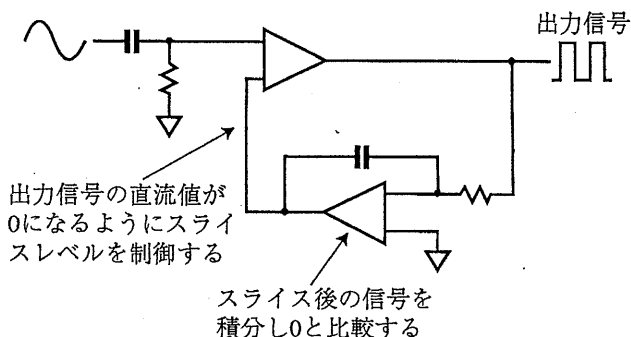 出力信号
出力信号の直流値が
0になるようにスライ
スレベルを制御する
スライス後の信号を
積分し0と比較する